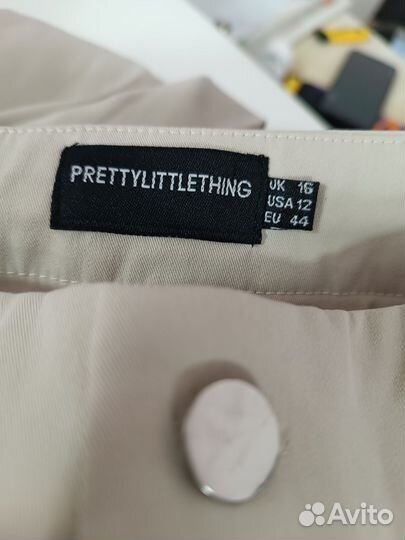 PRETTYLITTLETHING
UK 16
USA 12
EU 44
Avito